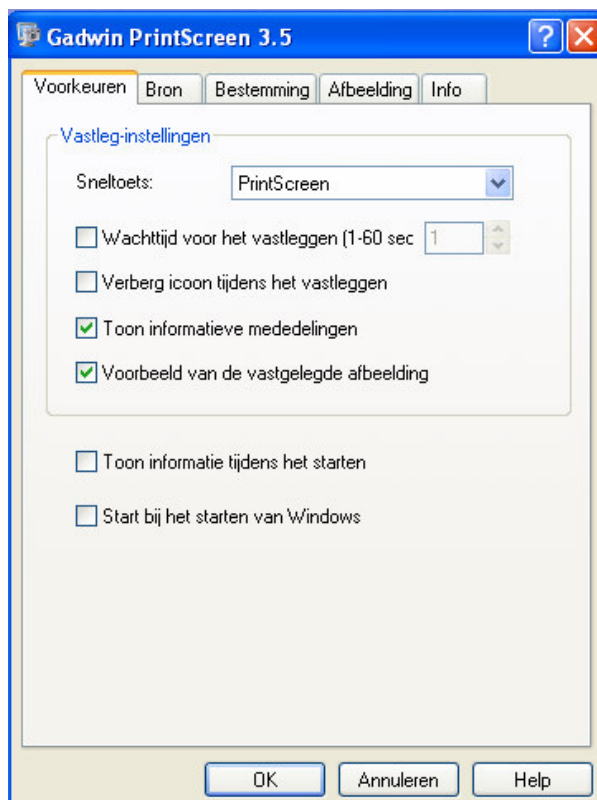 Gadwin PrintScreen 3.5
Voorkeuren Bron Bestemming Afbeelding Info
Vastleg-instellingen
Sneltoets: PrintScreen
Wachttijd voor het vastleggen (1-60 sec 1
Verberg icoon tijdens het vastleggen
Toon informatieve mededelingen
Voorbeeld van de vastgelegde afbeelding
Toon informatie tijdens het starten
Start bij het starten van Windows
OK Annuleren Help